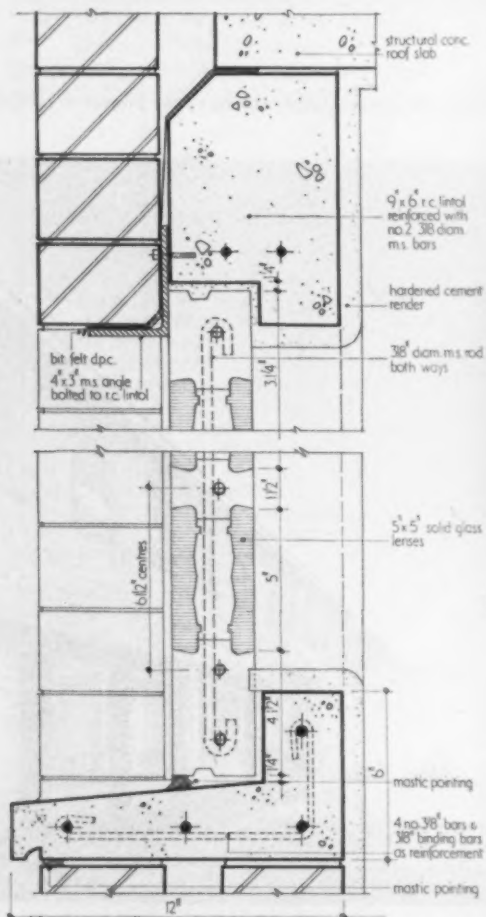 structural conc.
roof slab
9" x 6" r.c. lintol
reinforced with
no.2 3/8 diam.
m.s. bars
1/4"
hardened cement
render
bit. felt d.p.c.
4" x 3" m.s. angle
bolted to r.c. lintol
3/8" diam. m.s. rod
both ways
3 1/4"
1 1/2"
5" x 5" solid glass
lenses
6 1/2" centres
5"
4 1/2"
1/4"
6"
mastic pointing
4 no. 3/8" bars &
3/8" binding bars
as reinforcement
mastic pointing
12"